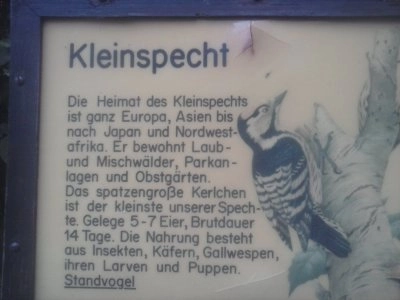 Kleinspecht
Die Heimat des Kleinspechts
ist ganz Europa, Asien bis
nach Japan und Nordwest-
afrika. Er bewohnt Laub-
und Mischwälder, Parkan-
lagen und Obstgärten.
Das spatzengroße Kerlchen
ist der kleinste unserer Spech-
te. Gelege 5-7 Eier, Brutdauer
14 Tage. Die Nahrung besteht
aus Insekten, Käfern, Gallwespen,
ihren Larven und Puppen.
Standvogel